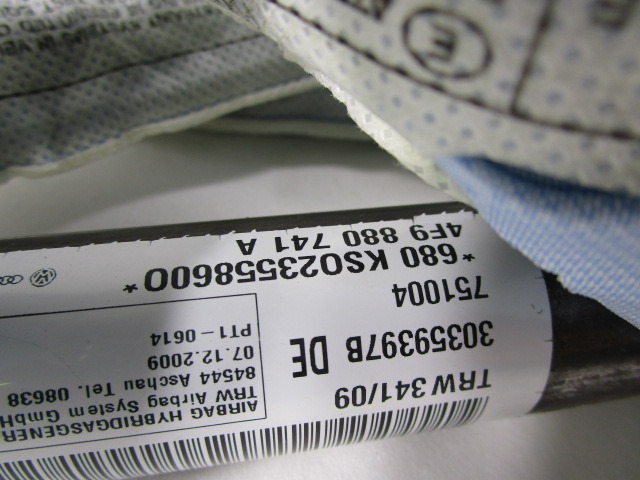 TRW 341/09
30359397B DE
751004
*680 KS023558600*
4F9 880 741 A
AIRBAG HYBRIDGASGENER
TRW Airbag System GmbH
84544 Aschau Tel. 08638
07.12.2009
PT1-0614
E